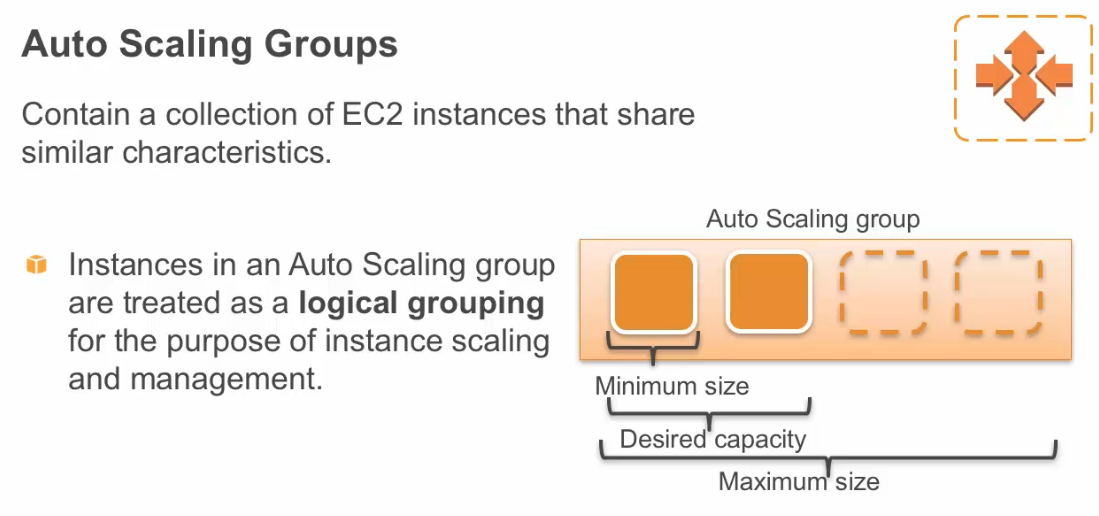 Auto Scaling Groups
Contain a collection of EC2 instances that share
similar characteristics.
Instances in an Auto Scaling group
are treated as a logical grouping
for the purpose of instance scaling
and management.
Auto Scaling group
Minimum size
Desired capacity
Maximum size